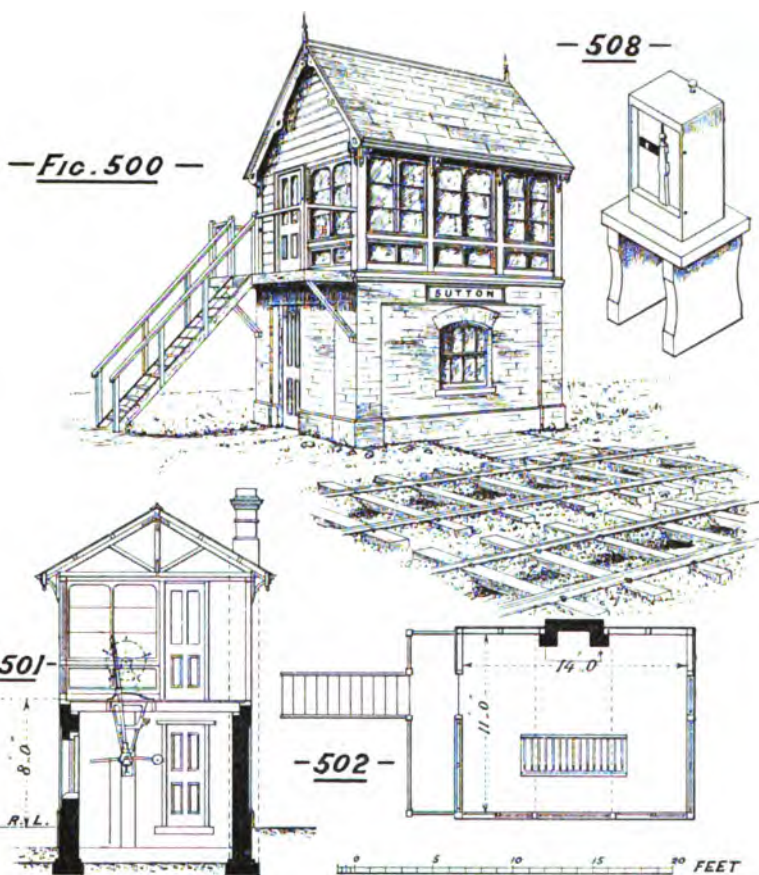 — 508 —
— FIG. 500 —
SUTTON
501 -
14'. 0"
11'. 0"
- 502 -
8'. 0"
R. L.
0 5 10 15 20 FEET